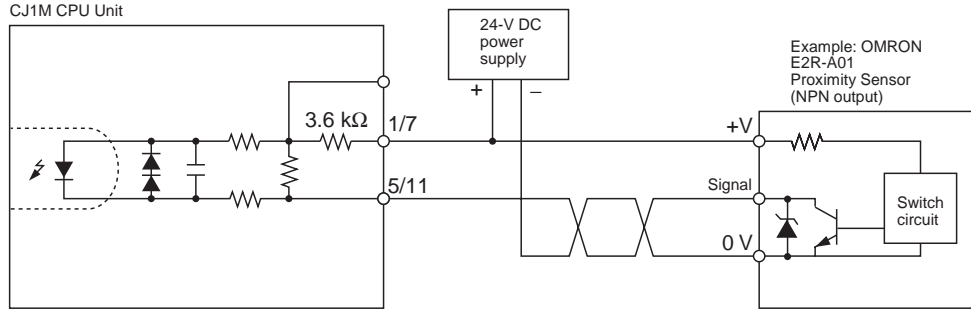 CJ1M CPU Unit
24-V DC
power
supply
+
–
Example: OMRON
E2R-A01
Proximity Sensor
(NPN output)
3.6 kΩ
1/7
+V
5/11
Signal
0 V
Switch
circuit